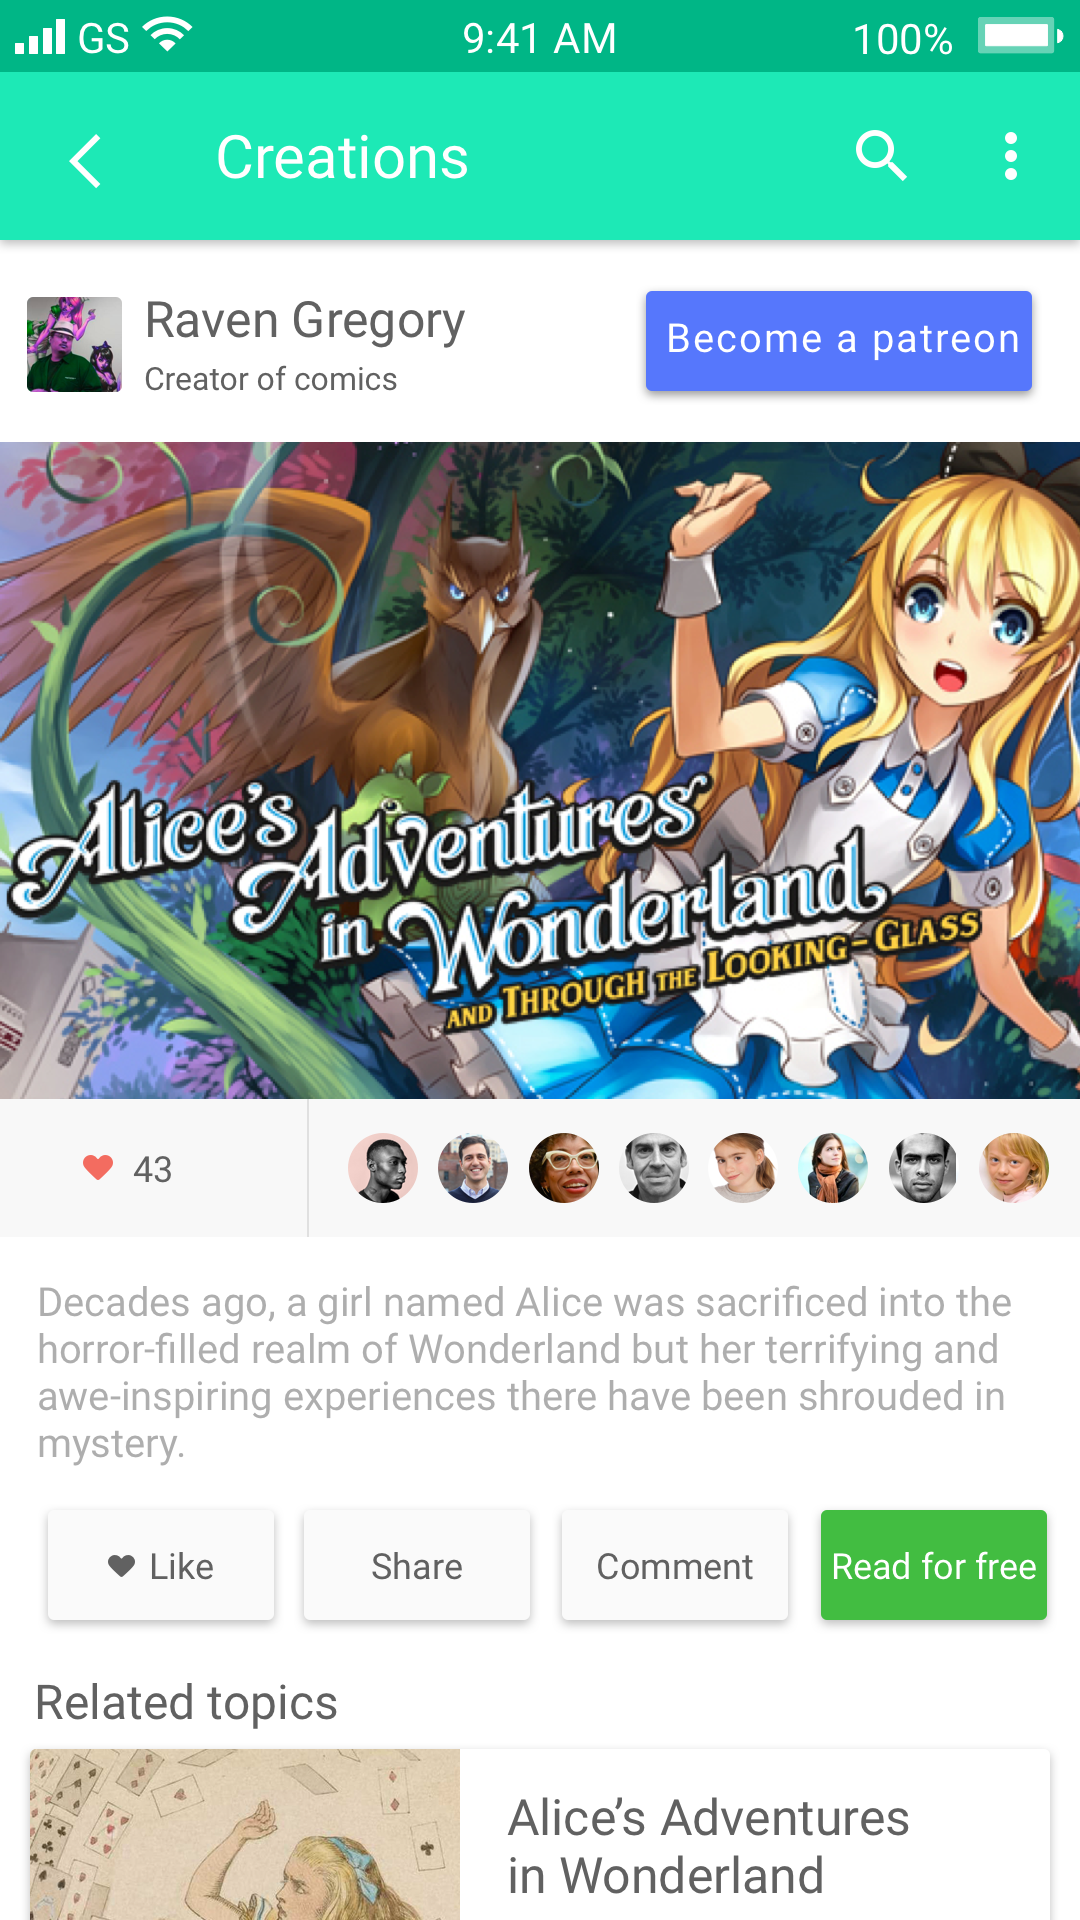 GS 9:41 AM 100%
Creations
Raven Gregory
Creator of comics
Become a patreon
Alice's
Adventures
in Wonderland
AND THROUGH THE LOOKING-GLASS
43
Decades ago, a girl named Alice was sacrificed into the
horror-filled realm of Wonderland but her terrifying and
awe-inspiring experiences there have been shrouded in
mystery.
Like
Share
Comment
Read for free
Related topics
Alice’s Adventures
in Wonderland